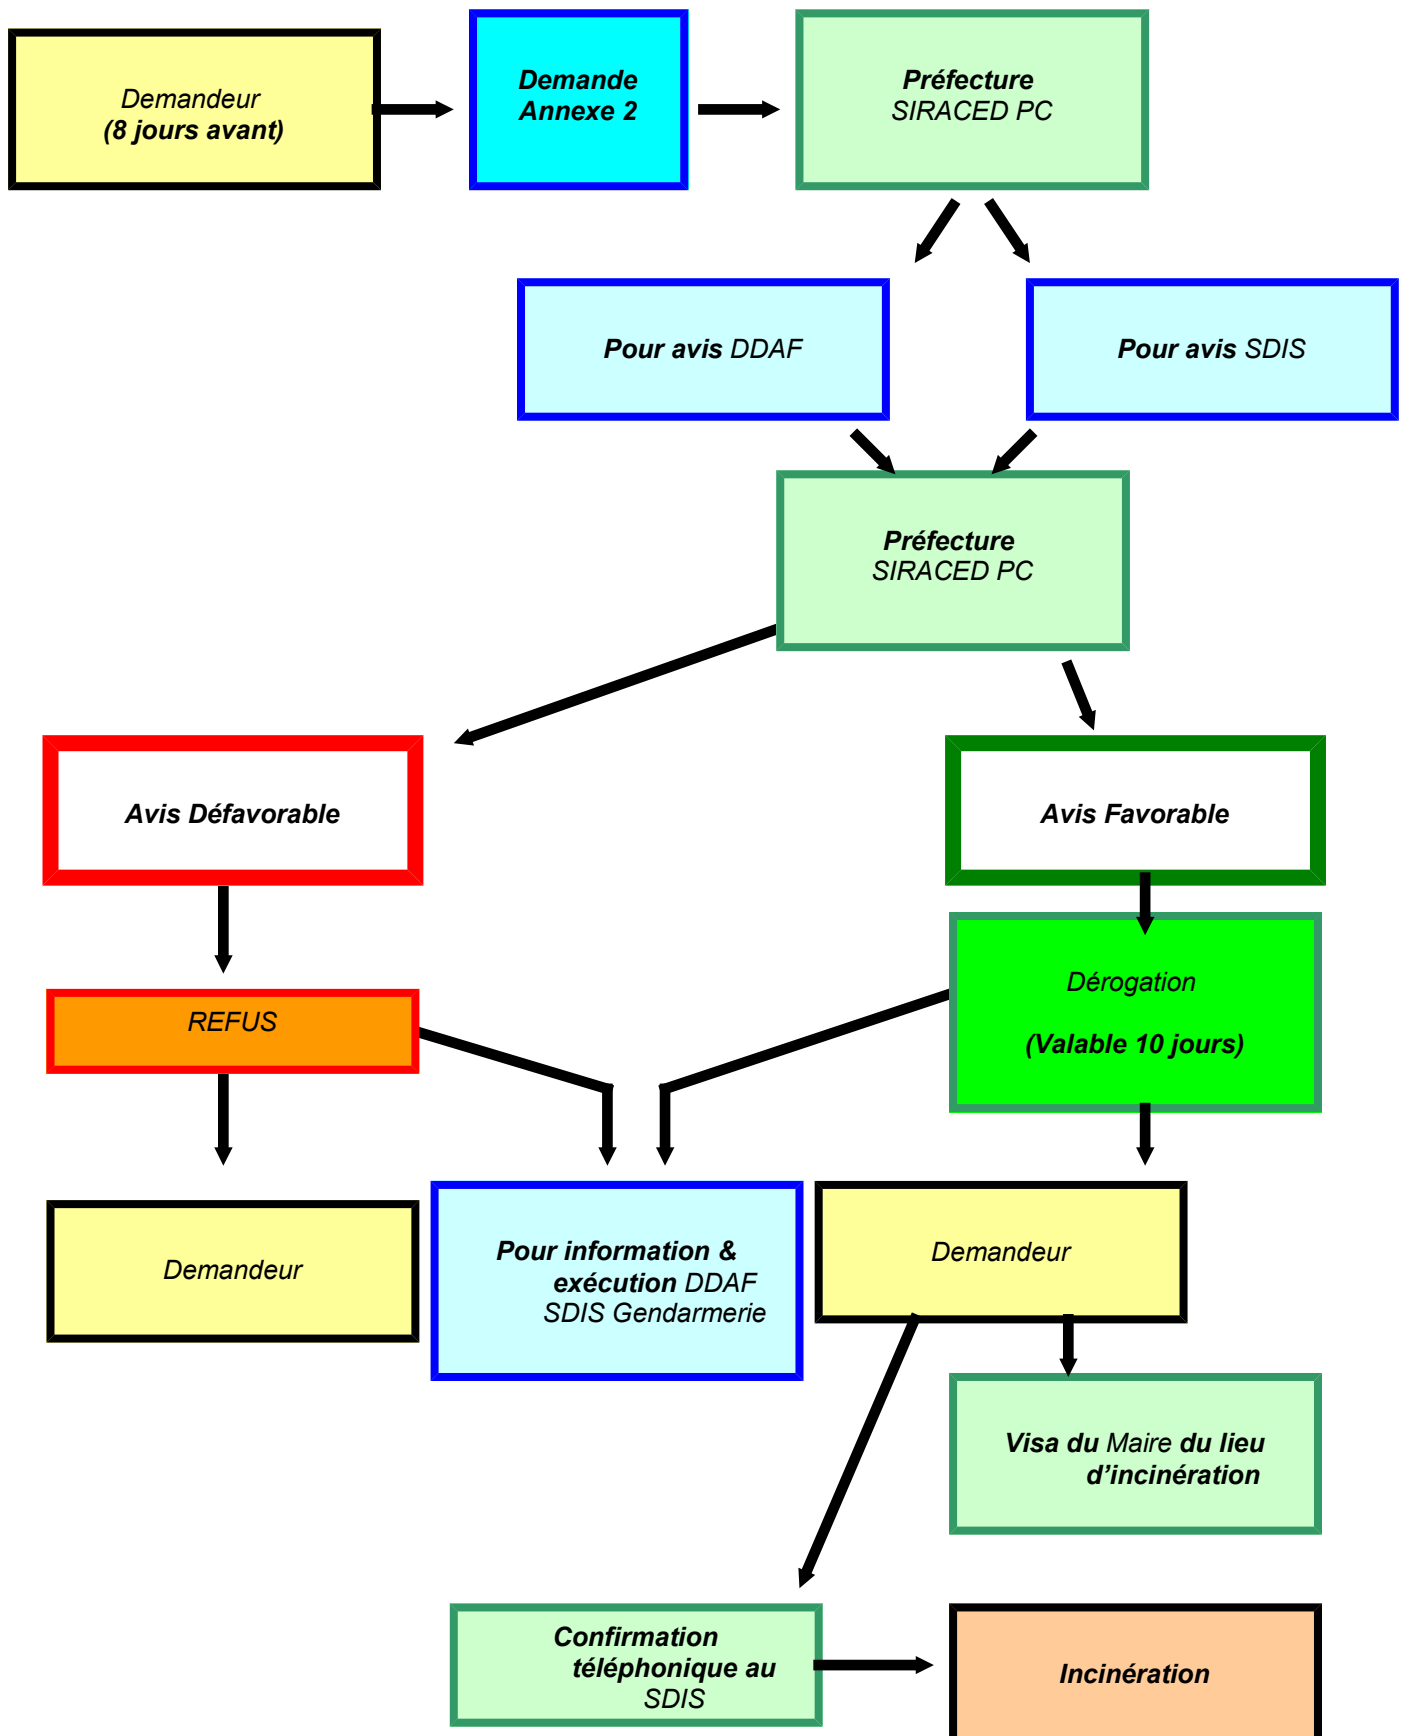 Demandeur
(8 jours avant)
Demande
Annexe 2
Préfecture
SIRACED PC
Pour avis DDAF
Pour avis SDIS
Préfecture
SIRACED PC
Avis Défavorable
Avis Favorable
REFUS
Dérogation
(Valable 10 jours)
Demandeur
Pour information &
exécution DDAF
SDIS Gendarmerie
Demandeur
Visa du Maire du lieu
d’incinération
Confirmation
téléphonique au
SDIS
Incinération